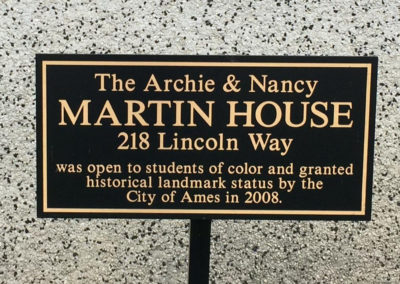 The Archie & Nancy
MARTIN HOUSE
218 Lincoln Way
was open to students of color and granted
historical landmark status by the
City of Ames in 2008.